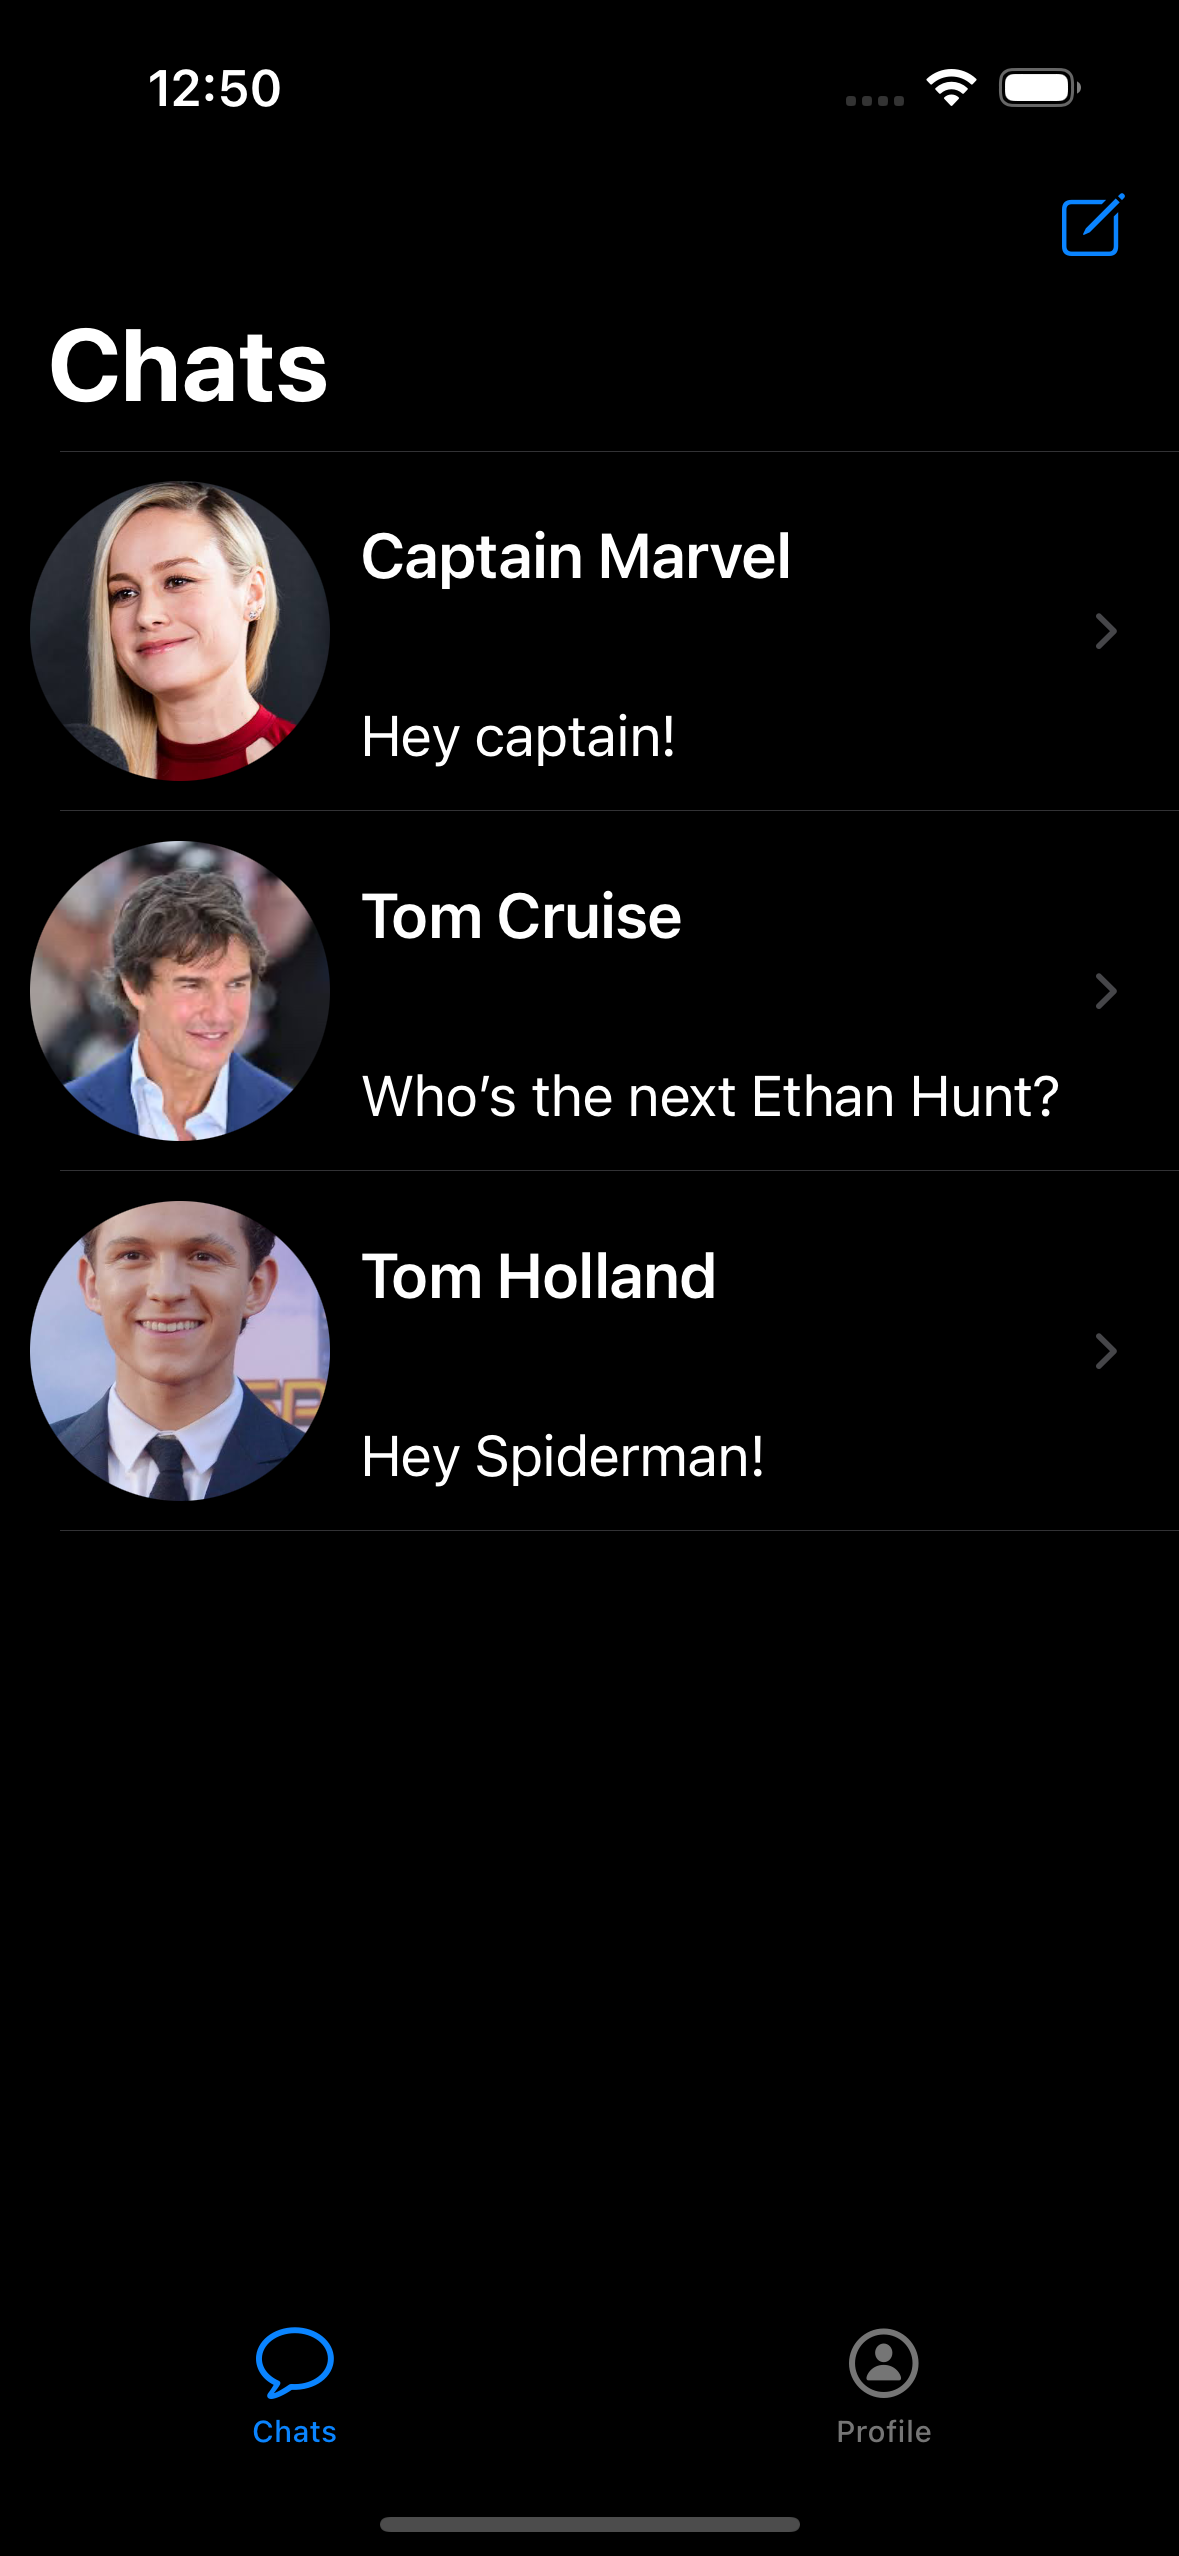 12:50
Chats
Captain Marvel
Hey captain!
Tom Cruise
Who’s the next Ethan Hunt?
Tom Holland
Hey Spiderman!
Chats
Profile